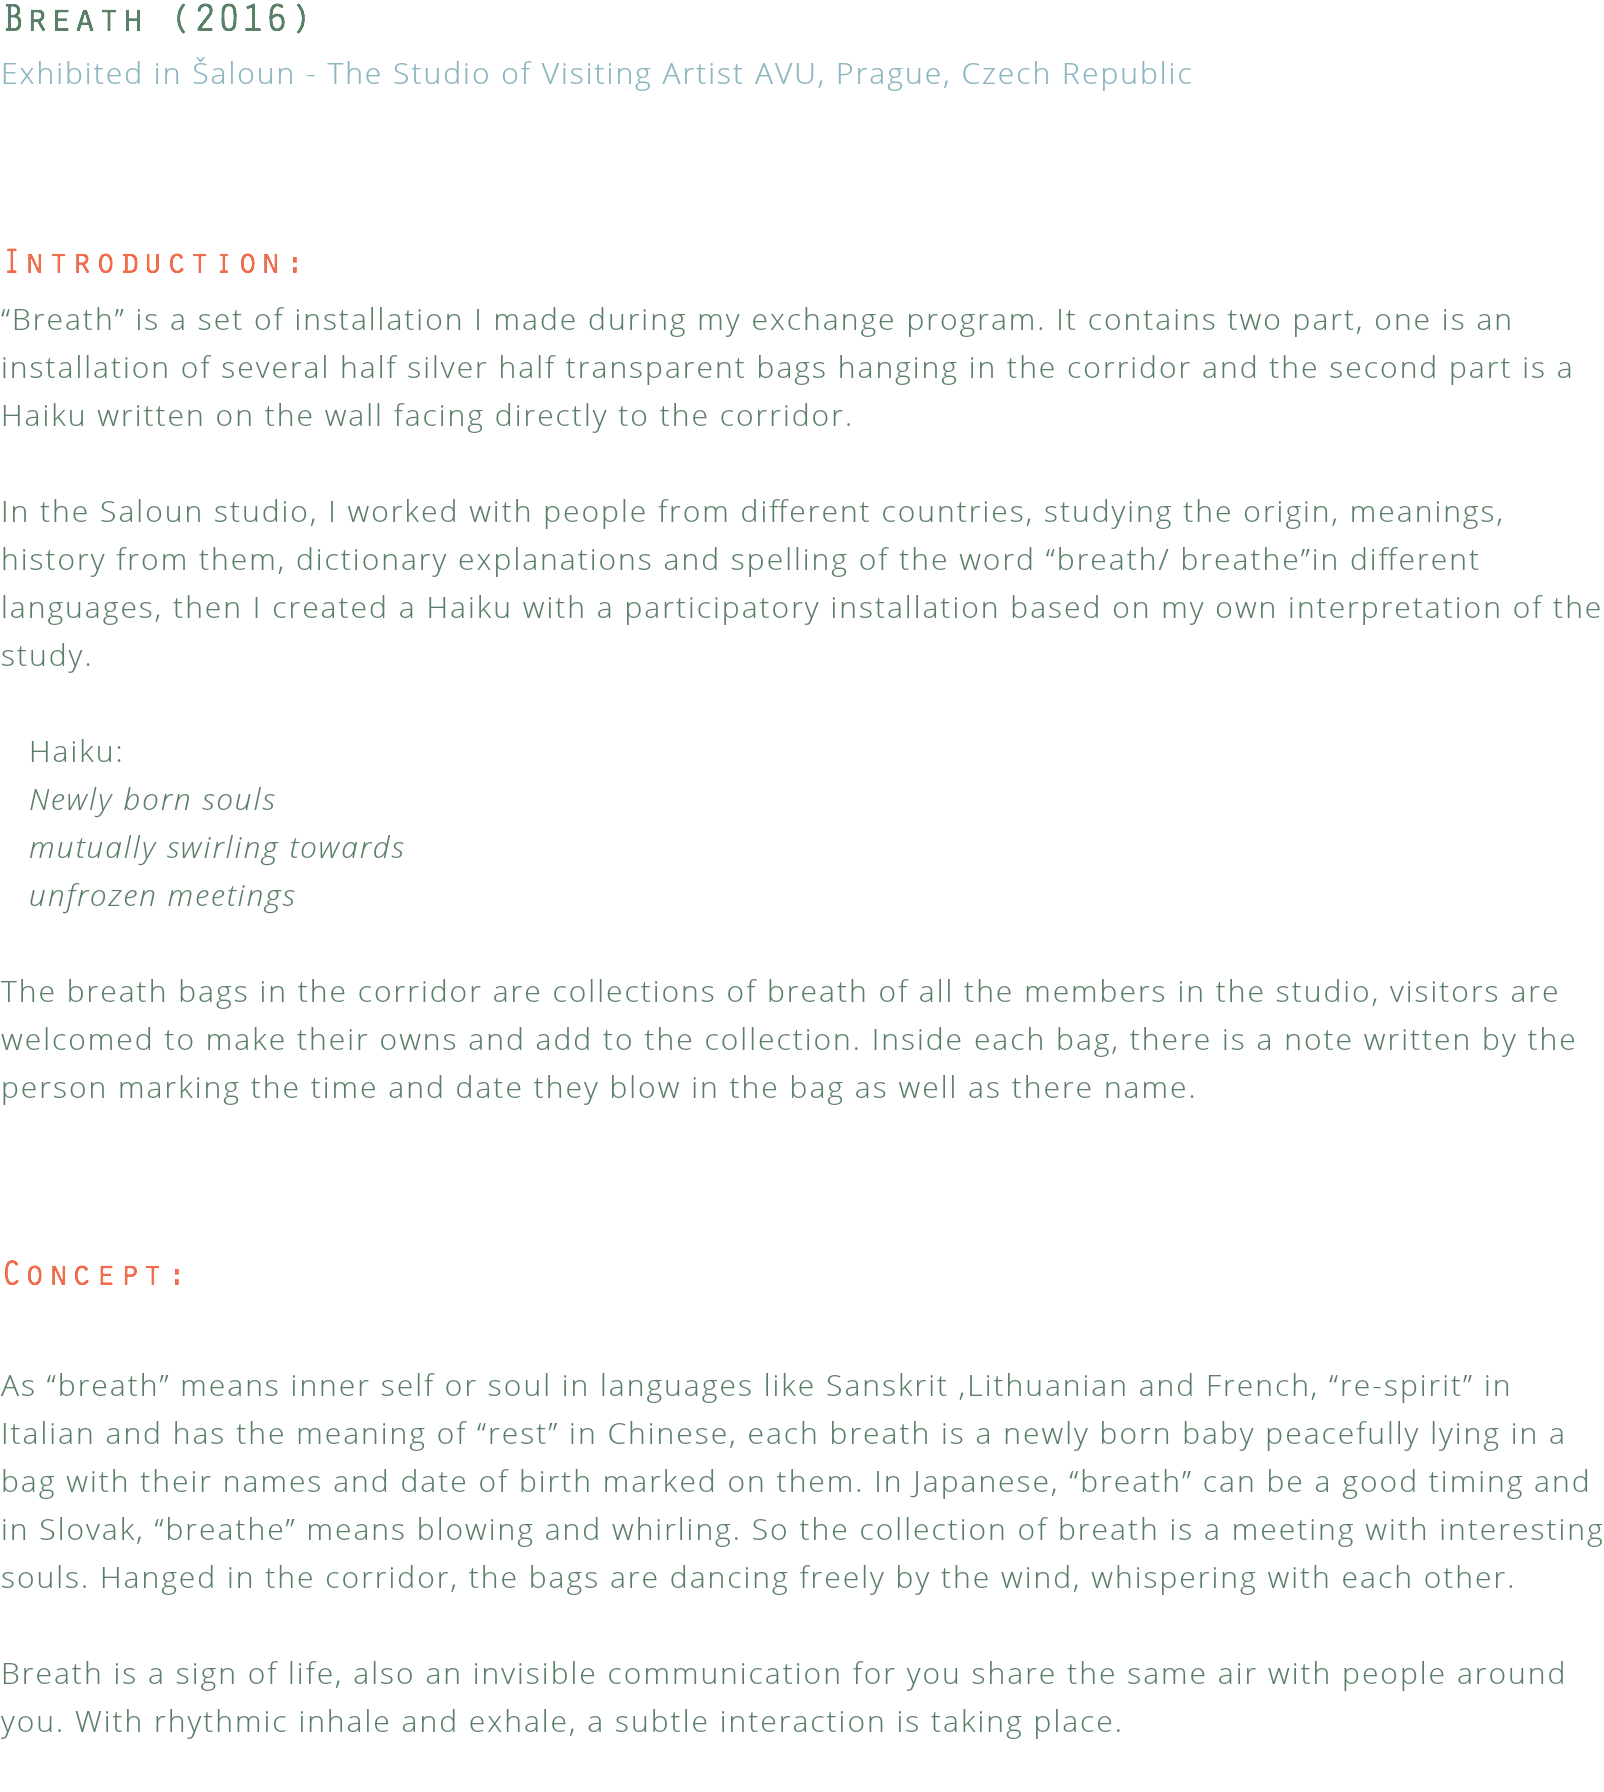 Breath (2016)
Exhibited in Šaloun - The Studio of Visiting Artist AVU, Prague, Czech Republic
Introduction:
“Breath” is a set of installation I made during my exchange program. It contains two part, one is an
installation of several half silver half transparent bags hanging in the corridor and the second part is a
Haiku written on the wall facing directly to the corridor.
In the Saloun studio, I worked with people from different countries, studying the origin, meanings,
history from them, dictionary explanations and spelling of the word “breath/ breathe”in different
languages, then I created a Haiku with a participatory installation based on my own interpretation of the
study.
Haiku:
Newly born souls
mutually swirling towards
unfrozen meetings
The breath bags in the corridor are collections of breath of all the members in the studio, visitors are
welcomed to make their owns and add to the collection. Inside each bag, there is a note written by the
person marking the time and date they blow in the bag as well as there name.
Concept:
As “breath” means inner self or soul in languages like Sanskrit ,Lithuanian and French, “re-spirit” in
Italian and has the meaning of “rest” in Chinese, each breath is a newly born baby peacefully lying in a
bag with their names and date of birth marked on them. In Japanese, “breath” can be a good timing and
in Slovak, “breathe” means blowing and whirling. So the collection of breath is a meeting with interesting
souls. Hanged in the corridor, the bags are dancing freely by the wind, whispering with each other.
Breath is a sign of life, also an invisible communication for you share the same air with people around
you. With rhythmic inhale and exhale, a subtle interaction is taking place.